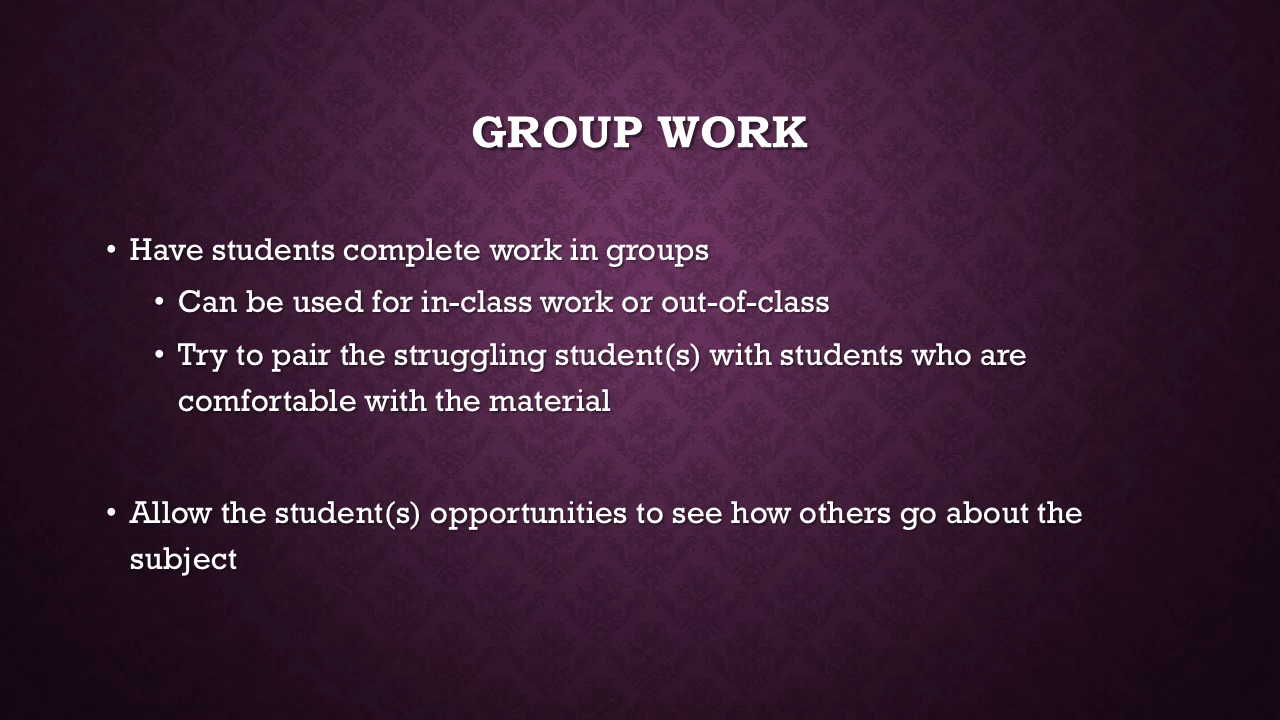 GROUP WORK
• Have students complete work in groups
• Can be used for in-class work or out-of-class
• Try to pair the struggling student(s) with students who are
comfortable with the material
• Allow the student(s) opportunities to see how others go about the
subject